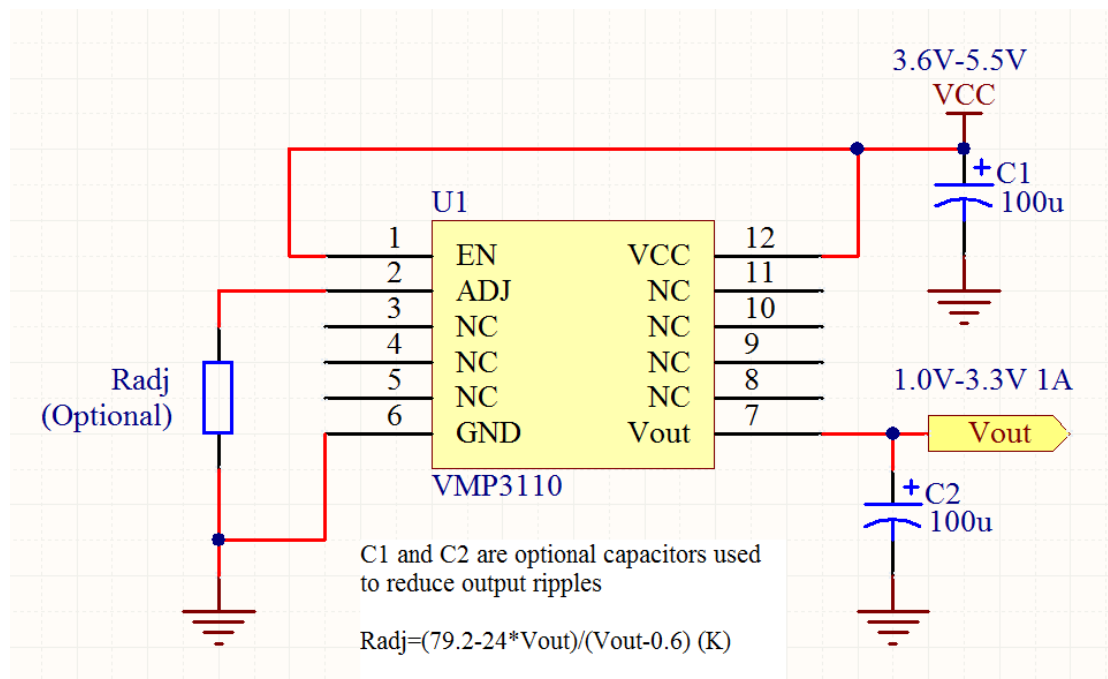 3.6V-5.5V
VCC
C1
100u
U1
1
EN
VCC
12
2
ADJ
NC
11
3
NC
NC
10
4
NC
NC
9
5
NC
NC
8
6
GND
Vout
7
VMP3110
Radj
(Optional)
1.0V-3.3V 1A
Vout
C2
100u
C1 and C2 are optional capacitors used
to reduce output ripples
Radj=(79.2-24*Vout)/(Vout-0.6) (K)